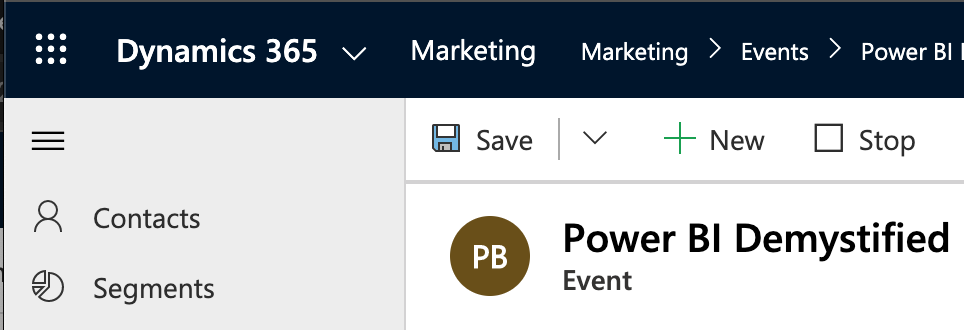 Dynamics 365 Marketing Marketing > Events > Power BI
Save New Stop
Contacts
Segments
PB
Power BI Demystified
Event